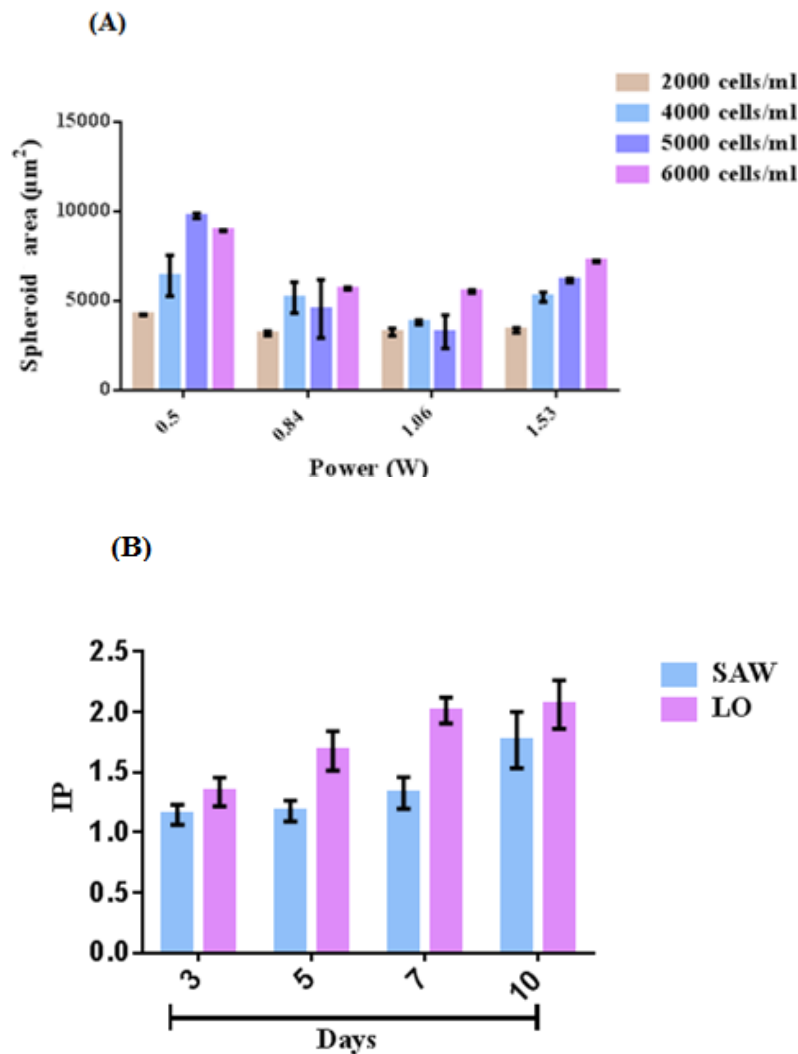 (A)
2000 cells/ml
4000 cells/ml
5000 cells/ml
6000 cells/ml
Spheroid area (µm²)
15000
10000
5000
0
0.5 0.84 1.06 1.53
Power (W)
(B)
SAW
LO
IP
2.5
2.0
1.5
1.0
0.5
0.0
3 5 7 10
Days